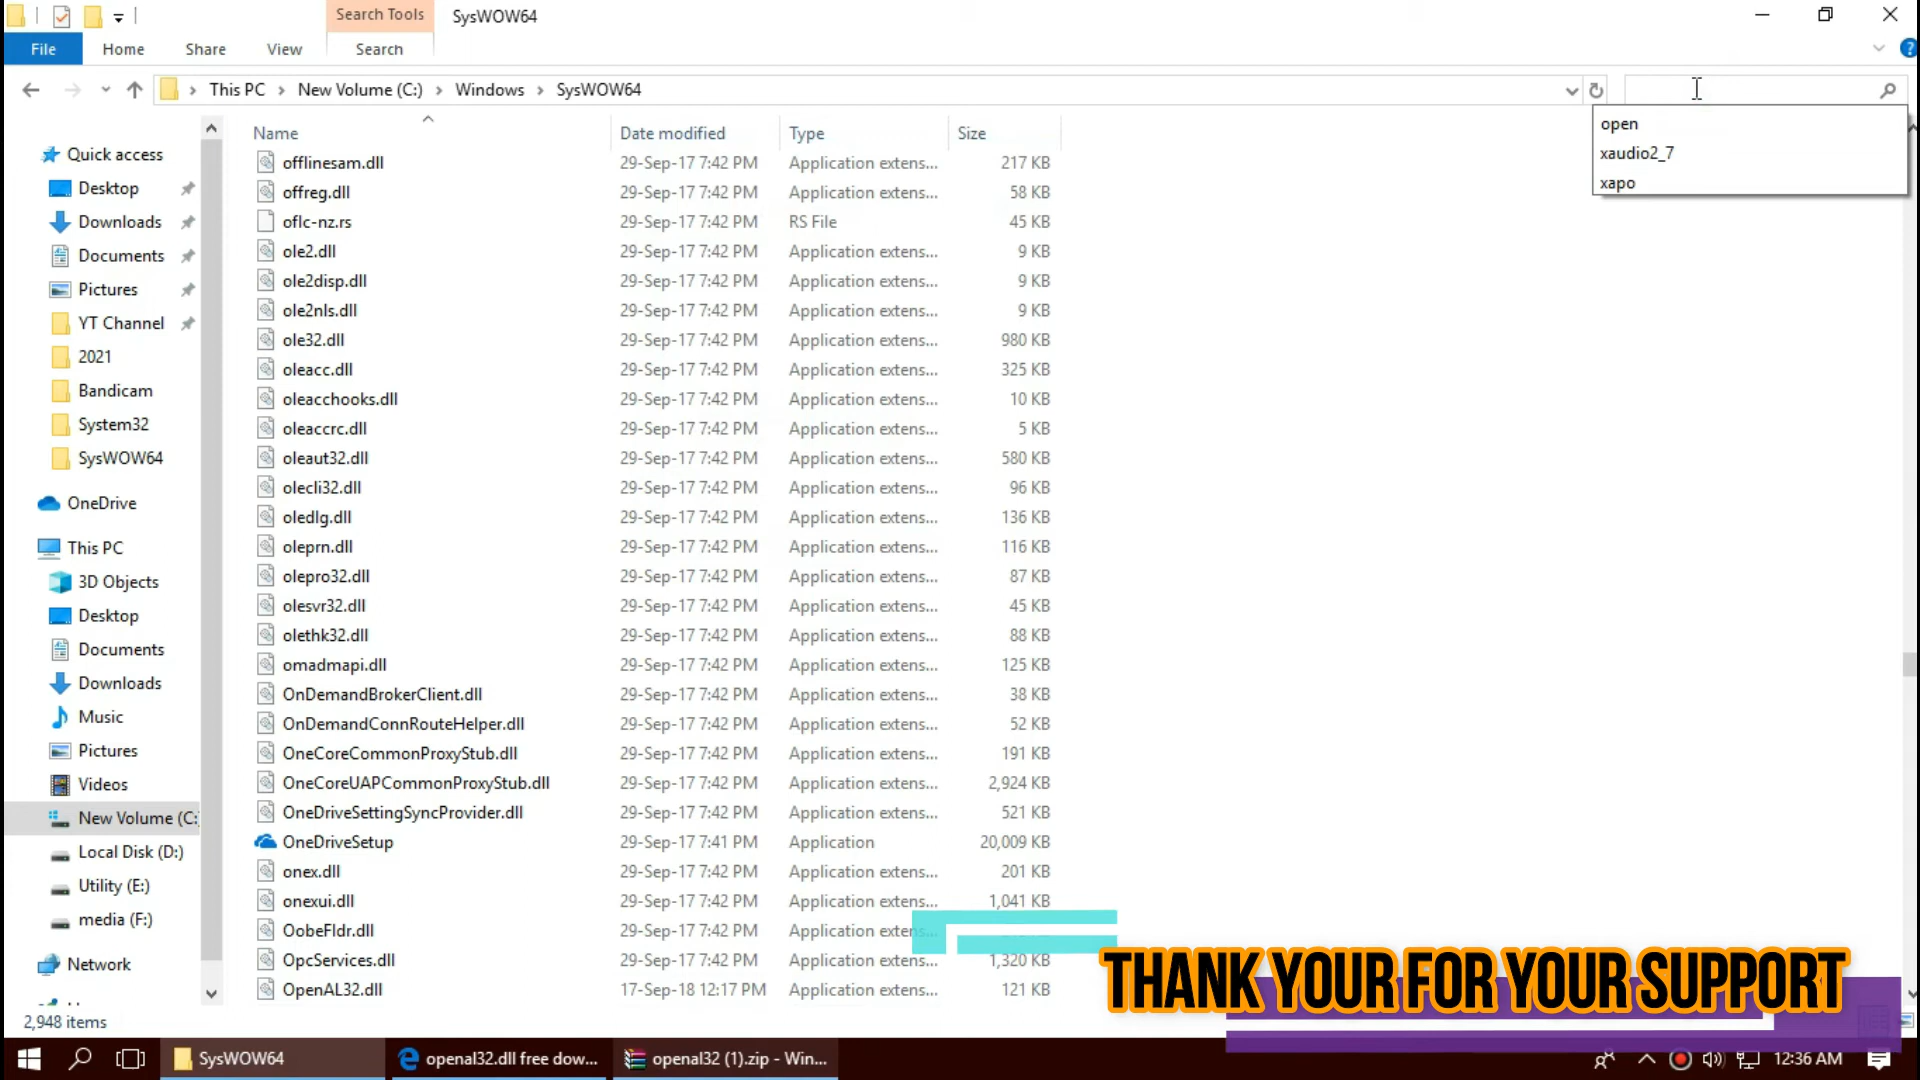 Search Tools SysWOW64
File Home Share View Search
This PC New Volume (C:) Windows SysWOW64
open
xaudio2_7
xapo
Quick access
Desktop
Downloads
Documents
Pictures
YT Channel
2021
Bandicam
System32
SysWOW64
OneDrive
This PC
3D Objects
Desktop
Documents
Downloads
Music
Pictures
Videos
New Volume (C:
Local Disk (D:)
Utility (E:)
media (F:)
Network
Name Date modified Type Size
offlinesam.dll 29-Sep-17 7:42 PM Application extens... 217 KB
offreg.dll 29-Sep-17 7:42 PM Application extens... 58 KB
oflc-nz.rs 29-Sep-17 7:42 PM RS File 45 KB
ole2.dll 29-Sep-17 7:42 PM Application extens... 9 KB
ole2disp.dll 29-Sep-17 7:42 PM Application extens... 9 KB
ole2nls.dll 29-Sep-17 7:42 PM Application extens... 9 KB
ole32.dll 29-Sep-17 7:42 PM Application extens... 980 KB
oleacc.dll 29-Sep-17 7:42 PM Application extens... 325 KB
oleacchooks.dll 29-Sep-17 7:42 PM Application extens... 10 KB
oleaccrc.dll 29-Sep-17 7:42 PM Application extens... 5 KB
oleaut32.dll 29-Sep-17 7:42 PM Application extens... 580 KB
olecli32.dll 29-Sep-17 7:42 PM Application extens... 96 KB
oledlg.dll 29-Sep-17 7:42 PM Application extens... 136 KB
oleprn.dll 29-Sep-17 7:42 PM Application extens... 116 KB
olepro32.dll 29-Sep-17 7:42 PM Application extens... 87 KB
olesvr32.dll 29-Sep-17 7:42 PM Application extens... 45 KB
olethk32.dll 29-Sep-17 7:42 PM Application extens... 88 KB
omadmapi.dll 29-Sep-17 7:42 PM Application extens... 125 KB
OnDemandBrokerClient.dll 29-Sep-17 7:42 PM Application extens... 38 KB
OnDemandConnRouteHelper.dll 29-Sep-17 7:42 PM Application extens... 52 KB
OneCoreCommonProxyStub.dll 29-Sep-17 7:42 PM Application extens... 191 KB
OneCoreUAPCommonProxyStub.dll 29-Sep-17 7:42 PM Application extens... 2,924 KB
OneDriveSettingSyncProvider.dll 29-Sep-17 7:42 PM Application extens... 521 KB
OneDriveSetup 29-Sep-17 7:41 PM Application 20,009 KB
onex.dll 29-Sep-17 7:42 PM Application extens... 201 KB
onexui.dll 29-Sep-17 7:42 PM Application extens... 1,041 KB
OobeFldr.dll 29-Sep-17 7:42 PM Application extens...
OpcServices.dll 29-Sep-17 7:42 PM Application extens... 1,320 KB
OpenAL32.dll 17-Sep-18 12:17 PM Application extens... 121 KB
THANK YOUR FOR YOUR SUPPORT
2,948 items
SysWOW64 openal32.dll free dow... openal32 (1).zip - Win... 12:36 AM